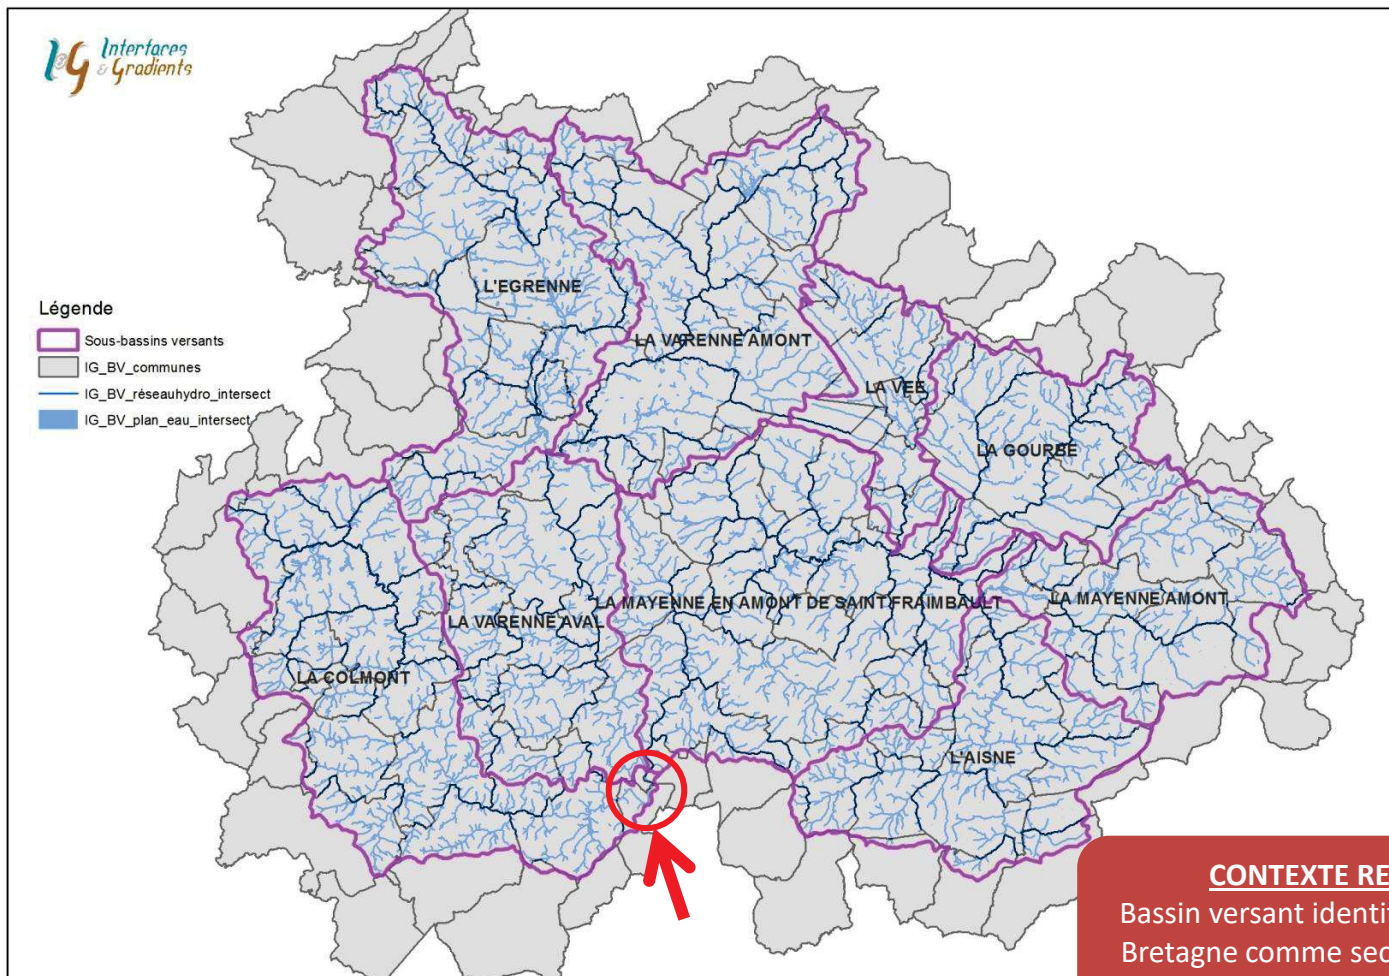 I&G Interfaces
& Gradients
L'EGRENNE
LA VARENNE AMONT
LA VEE
LA GOURBE
Légende
Sous-bassins versants
IG_BV_communes
IG_BV_réseauhydro_intersect
IG_BV_plan_eau_intersect
LA MAYENNE EN AMONT DE SAINT FRAIMBAULT
LA MAYENNE AMONT
LA VARENNE AVAL
LA COLMONT
L'AISNE
CONTEXTE RE
Bassin versant identi
Bretagne comme sec